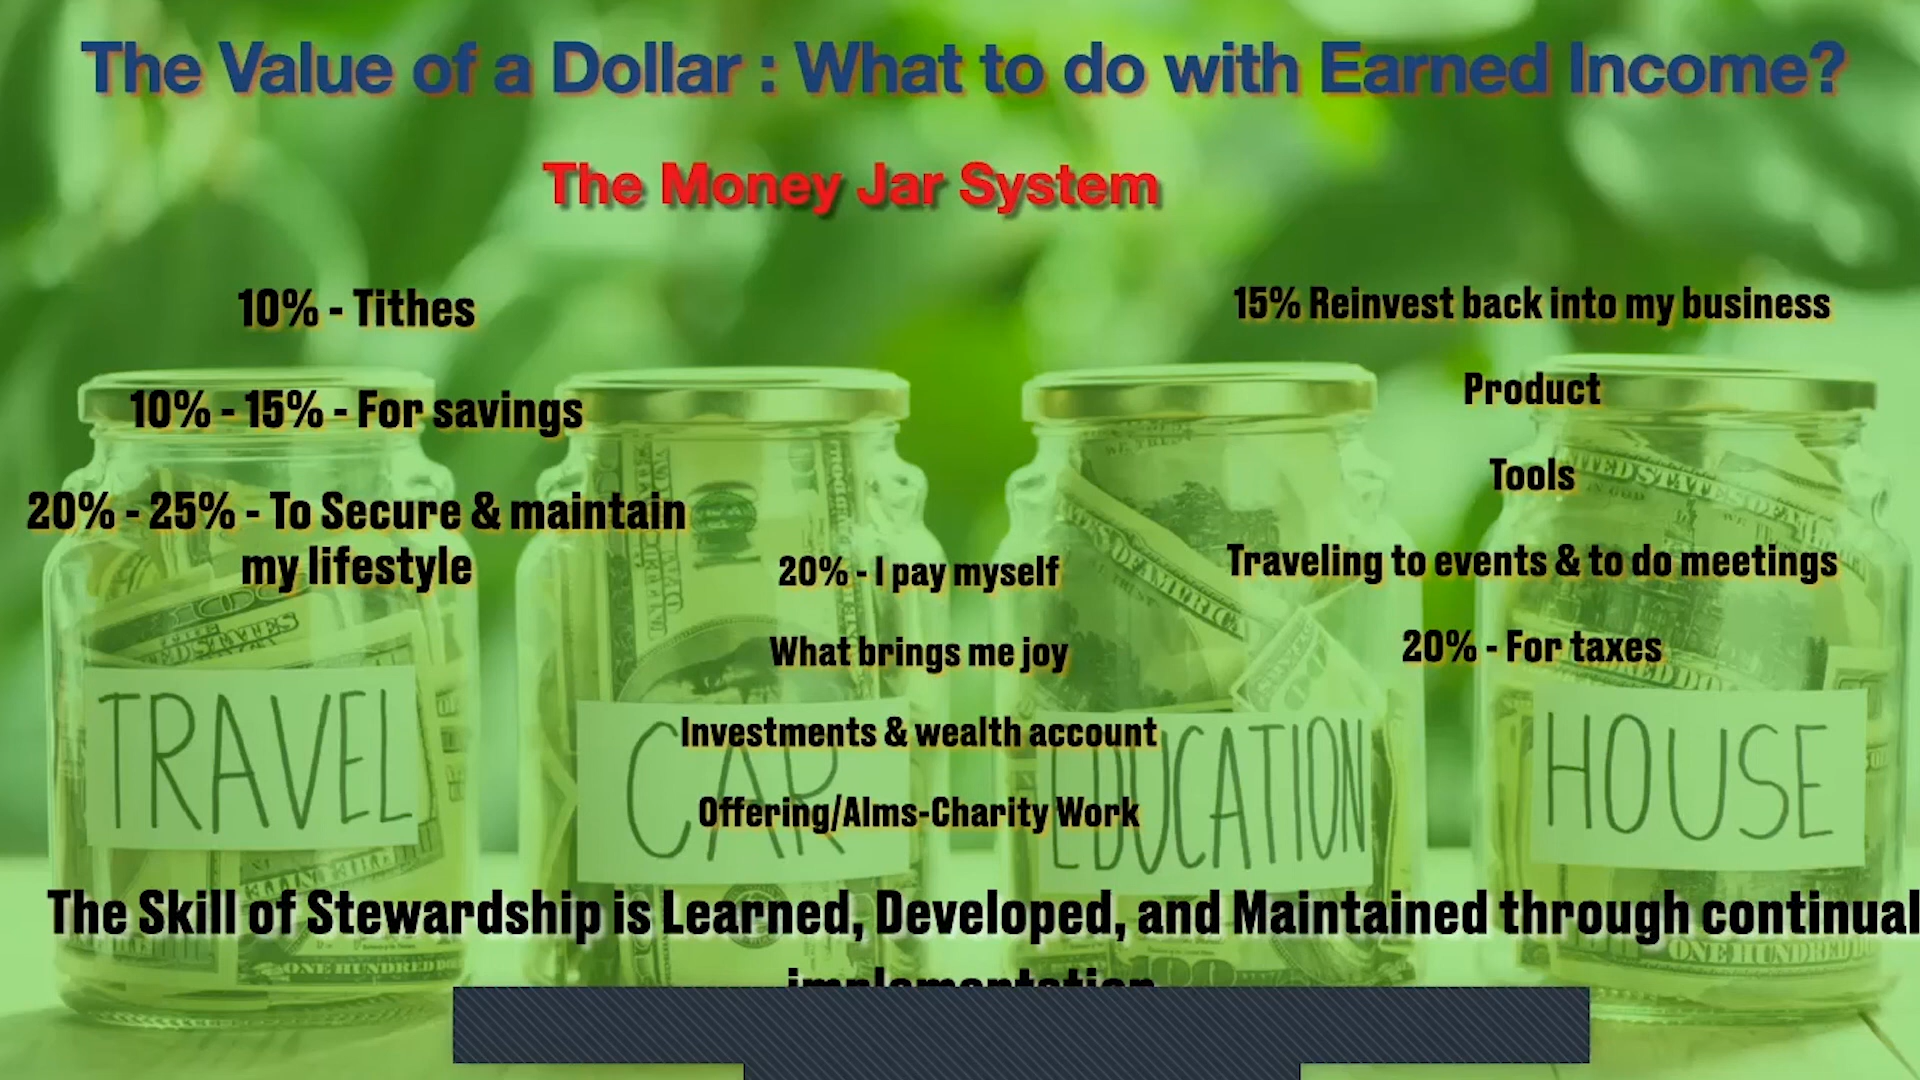 The Value of a Dollar : What to do with Earned Income?
The Money Jar System
10% - Tithes
10% - 15% - For savings
20% - 25% - To Secure & maintain
my lifestyle
20% - I pay myself
What brings me joy
Investments & wealth account
Offering/Alms-Charity Work
15% Reinvest back into my business
Product
Tools
Traveling to events & to do meetings
20% - For taxes
TRAVEL
CAR
EDUCATION
HOUSE
The Skill of Stewardship is Learned, Developed, and Maintained through continual
implementation
ONE HUNDRED